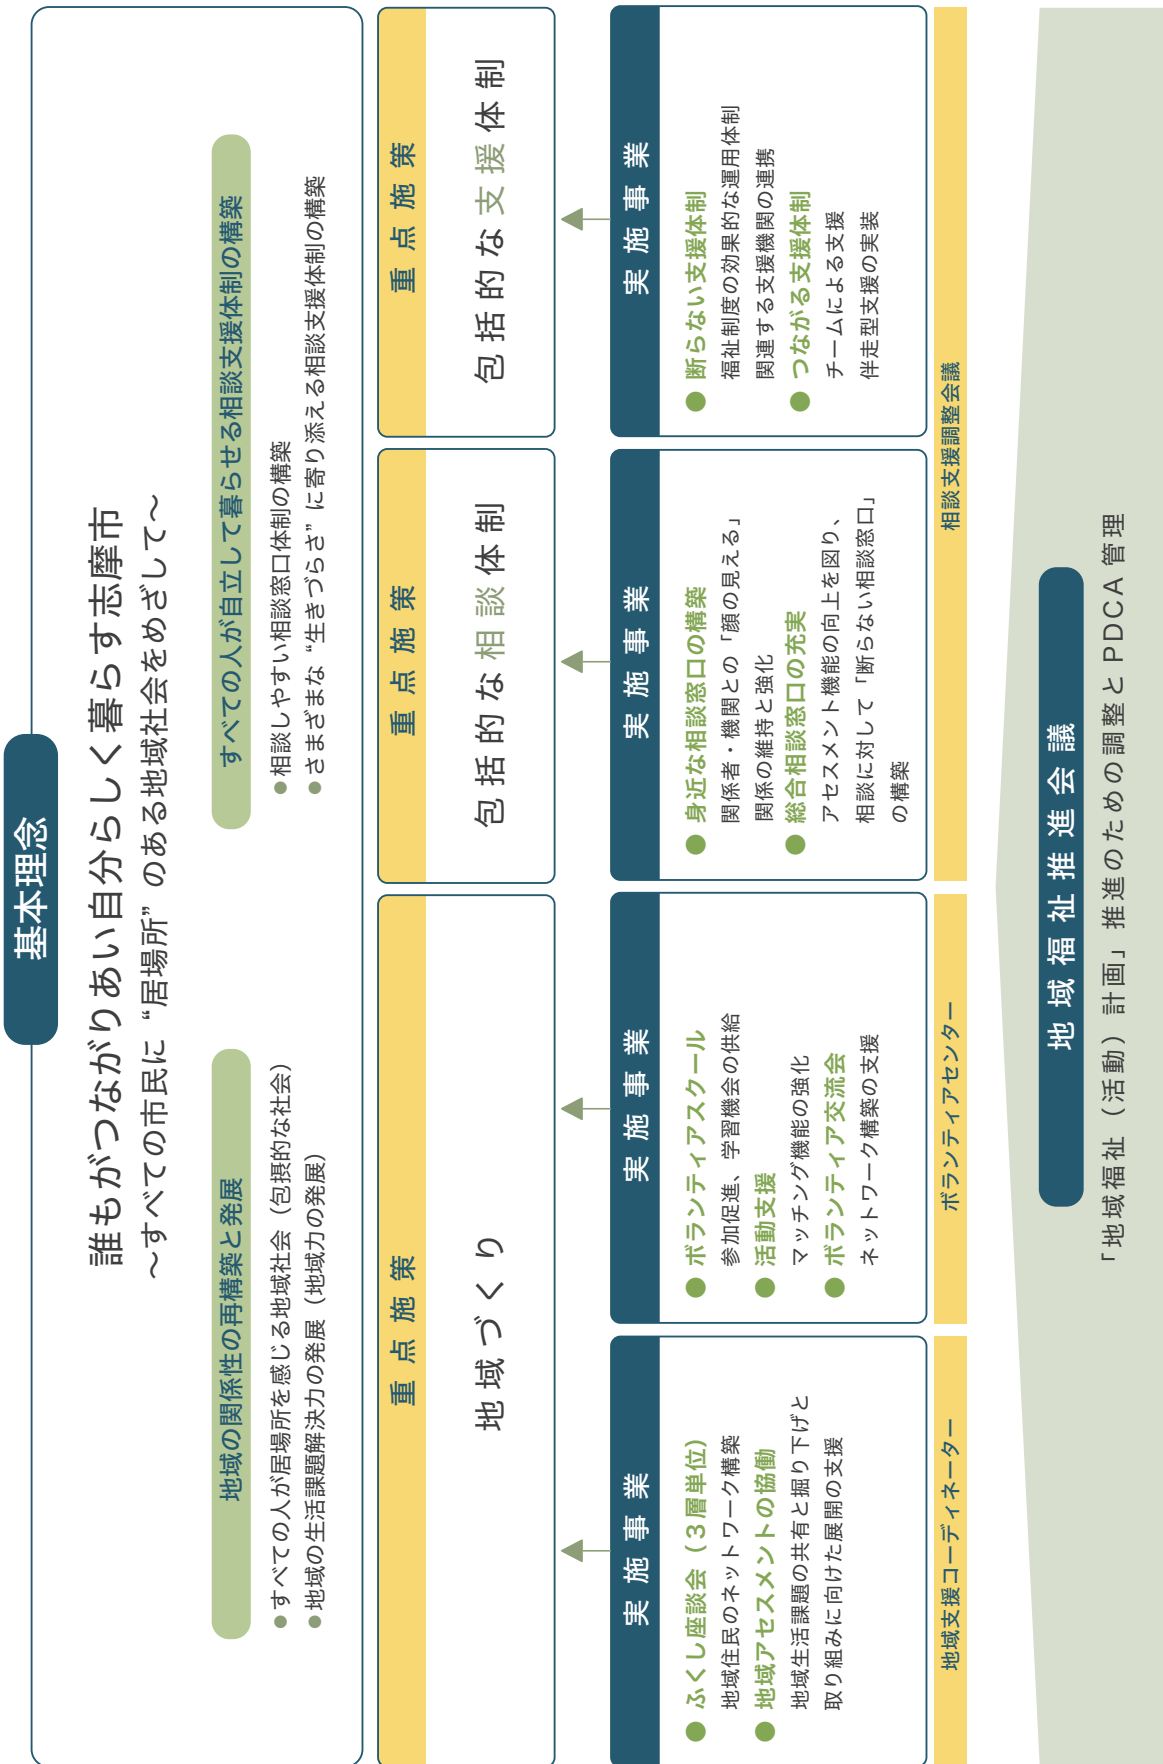 基本理念
誰もがつながりあい自分らしく暮らす志摩市
～すべての市民に“居場所”のある地域社会をめざして～
地域の関係性の再構築と発展
●すべての人が居場所を感じる地域社会（包摂的な社会）
●地域の生活課題解決力の発展（地域力の発展）
すべての人が自立して暮らせる相談支援体制の構築
●相談しやすい相談窓口体制の構築
●さまざまな“生きづらさ”に寄り添える相談支援体制の構築
重点施策
地域づくり
重点施策
包括的な相談体制
重点施策
包括的な支援体制
実施事業
●ふくし座談会（３層単位）
地域住民のネットワーク構築
●地域アセスメントの協働
地域生活課題の共有と掘り下げと
取り組みに向けた展開の支援
地域支援コーディネーター
実施事業
●ボランティアスクール
参加促進、学習機会の供給
●活動支援
マッチング機能の強化
●ボランティア交流会
ネットワーク構築の支援
ボランティアセンター
実施事業
●身近な相談窓口の構築
関係者・機関との「顔の見える」
関係の維持と強化
●総合相談窓口の充実
アセスメント機能の向上を図り、
相談に対して「断らない相談窓口」
の構築
実施事業
●断らない支援体制
福祉制度の効果的な運用体制
関連する支援機関の連携
●つながる支援体制
チームによる支援
伴走型支援の実装
相談支援調整会議
地域福祉推進会議
「地域福祉（活動）計画」推進のための調整とPDCA管理